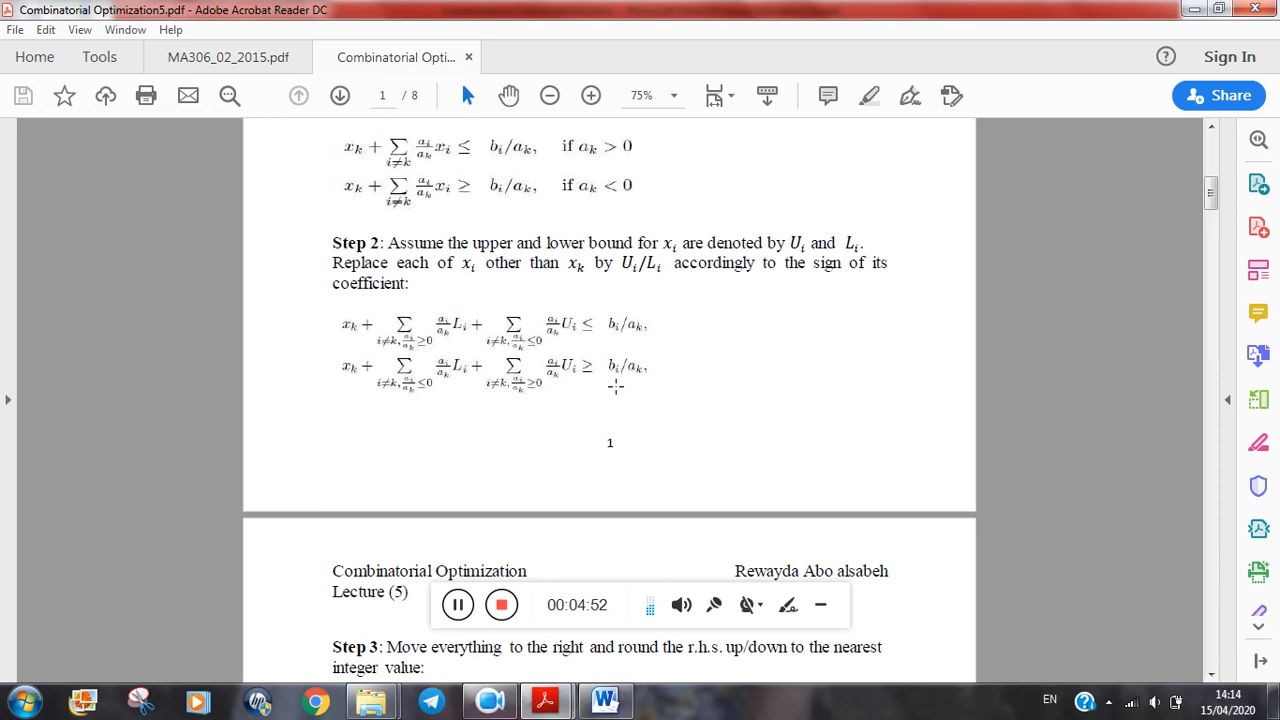 Combinatorial Optimization5.pdf - Adobe Acrobat Reader DC
File Edit View Window Help
Home Tools MA306_02_2015.pdf Combinatorial Opti... ×
Sign In
1 / 8
75%
Share
x_k + ∑_{i≠k} a_i/a_k x_i ≤ b_i/a_k, if a_k > 0
x_k + ∑_{i≠k} a_i/a_k x_i ≥ b_i/a_k, if a_k < 0
Step 2: Assume the upper and lower bound for x_i are denoted by U_i and L_i.
Replace each of x_i other than x_k by U_i/L_i accordingly to the sign of its
coefficient:
x_k + ∑_{i≠k, a_i/a_k ≥0} a_i/a_k L_i + ∑_{i≠k, a_i/a_k ≤0} a_i/a_k U_i ≤ b_i/a_k,
x_k + ∑_{i≠k, a_i/a_k ≤0} a_i/a_k L_i + ∑_{i≠k, a_i/a_k ≥0} a_i/a_k U_i ≥ b_i/a_k,
1
Combinatorial Optimization Rewayda Abo alsabeh
Lecture (5)
00:04:52
Step 3: Move everything to the right and round the r.h.s. up/down to the nearest
integer value:
EN
14:14
15/04/2020